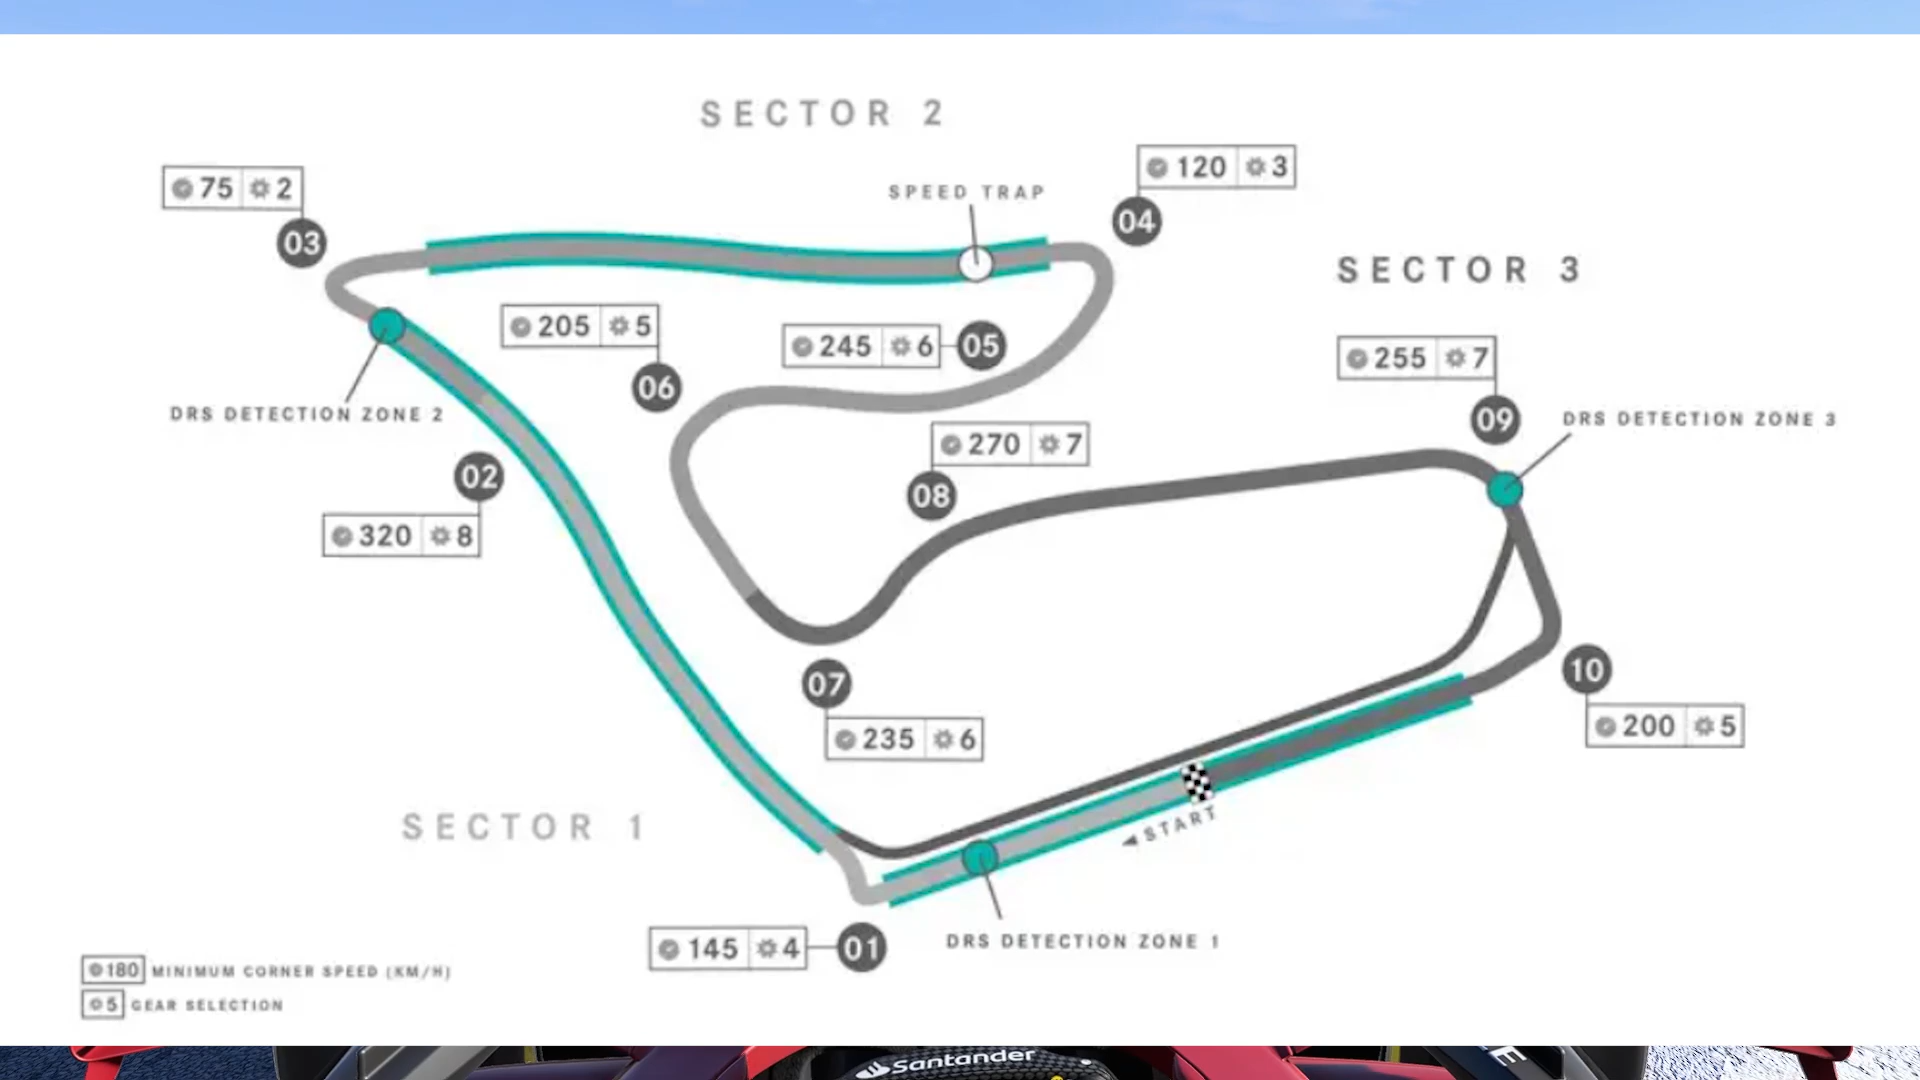 SECTOR 2
75 2
03
SPEED TRAP
120 3
04
SECTOR 3
205 5
06
245 6 05
255 7
09
DRS DETECTION ZONE 3
DRS DETECTION ZONE 2
270 7
08
02
320 8
07
235 6
10
200 5
START
SECTOR 1
145 4 01
DRS DETECTION ZONE 1
180 MINIMUM CORNER SPEED (KM/H)
5 GEAR SELECTION
Santander